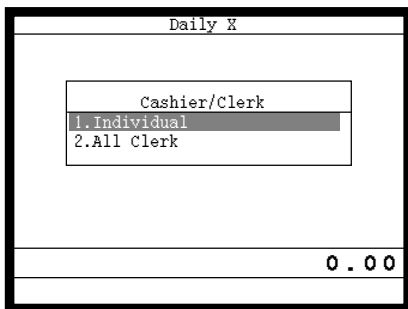 Daily X
Cashier/Clerk
1.Individual
2.All Clerk
0.00